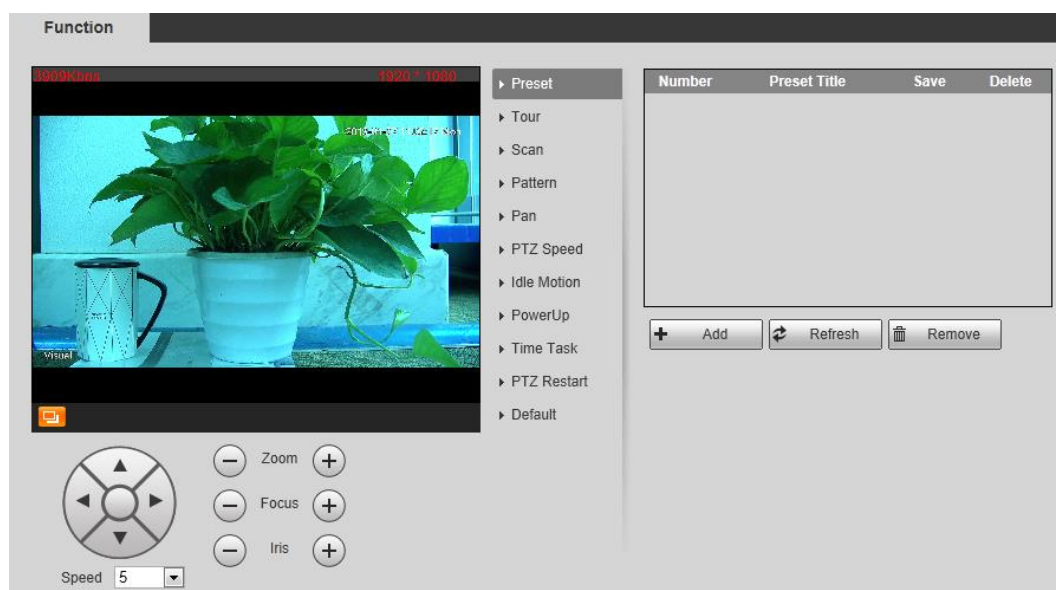 Function
3909Kbps 1920 * 1080
Visual
Preset
Tour
Scan
Pattern
Pan
PTZ Speed
Idle Motion
PowerUp
Time Task
PTZ Restart
Default
Number Preset Title Save Delete
Add Refresh Remove
Zoom
Focus
Iris
Speed 5